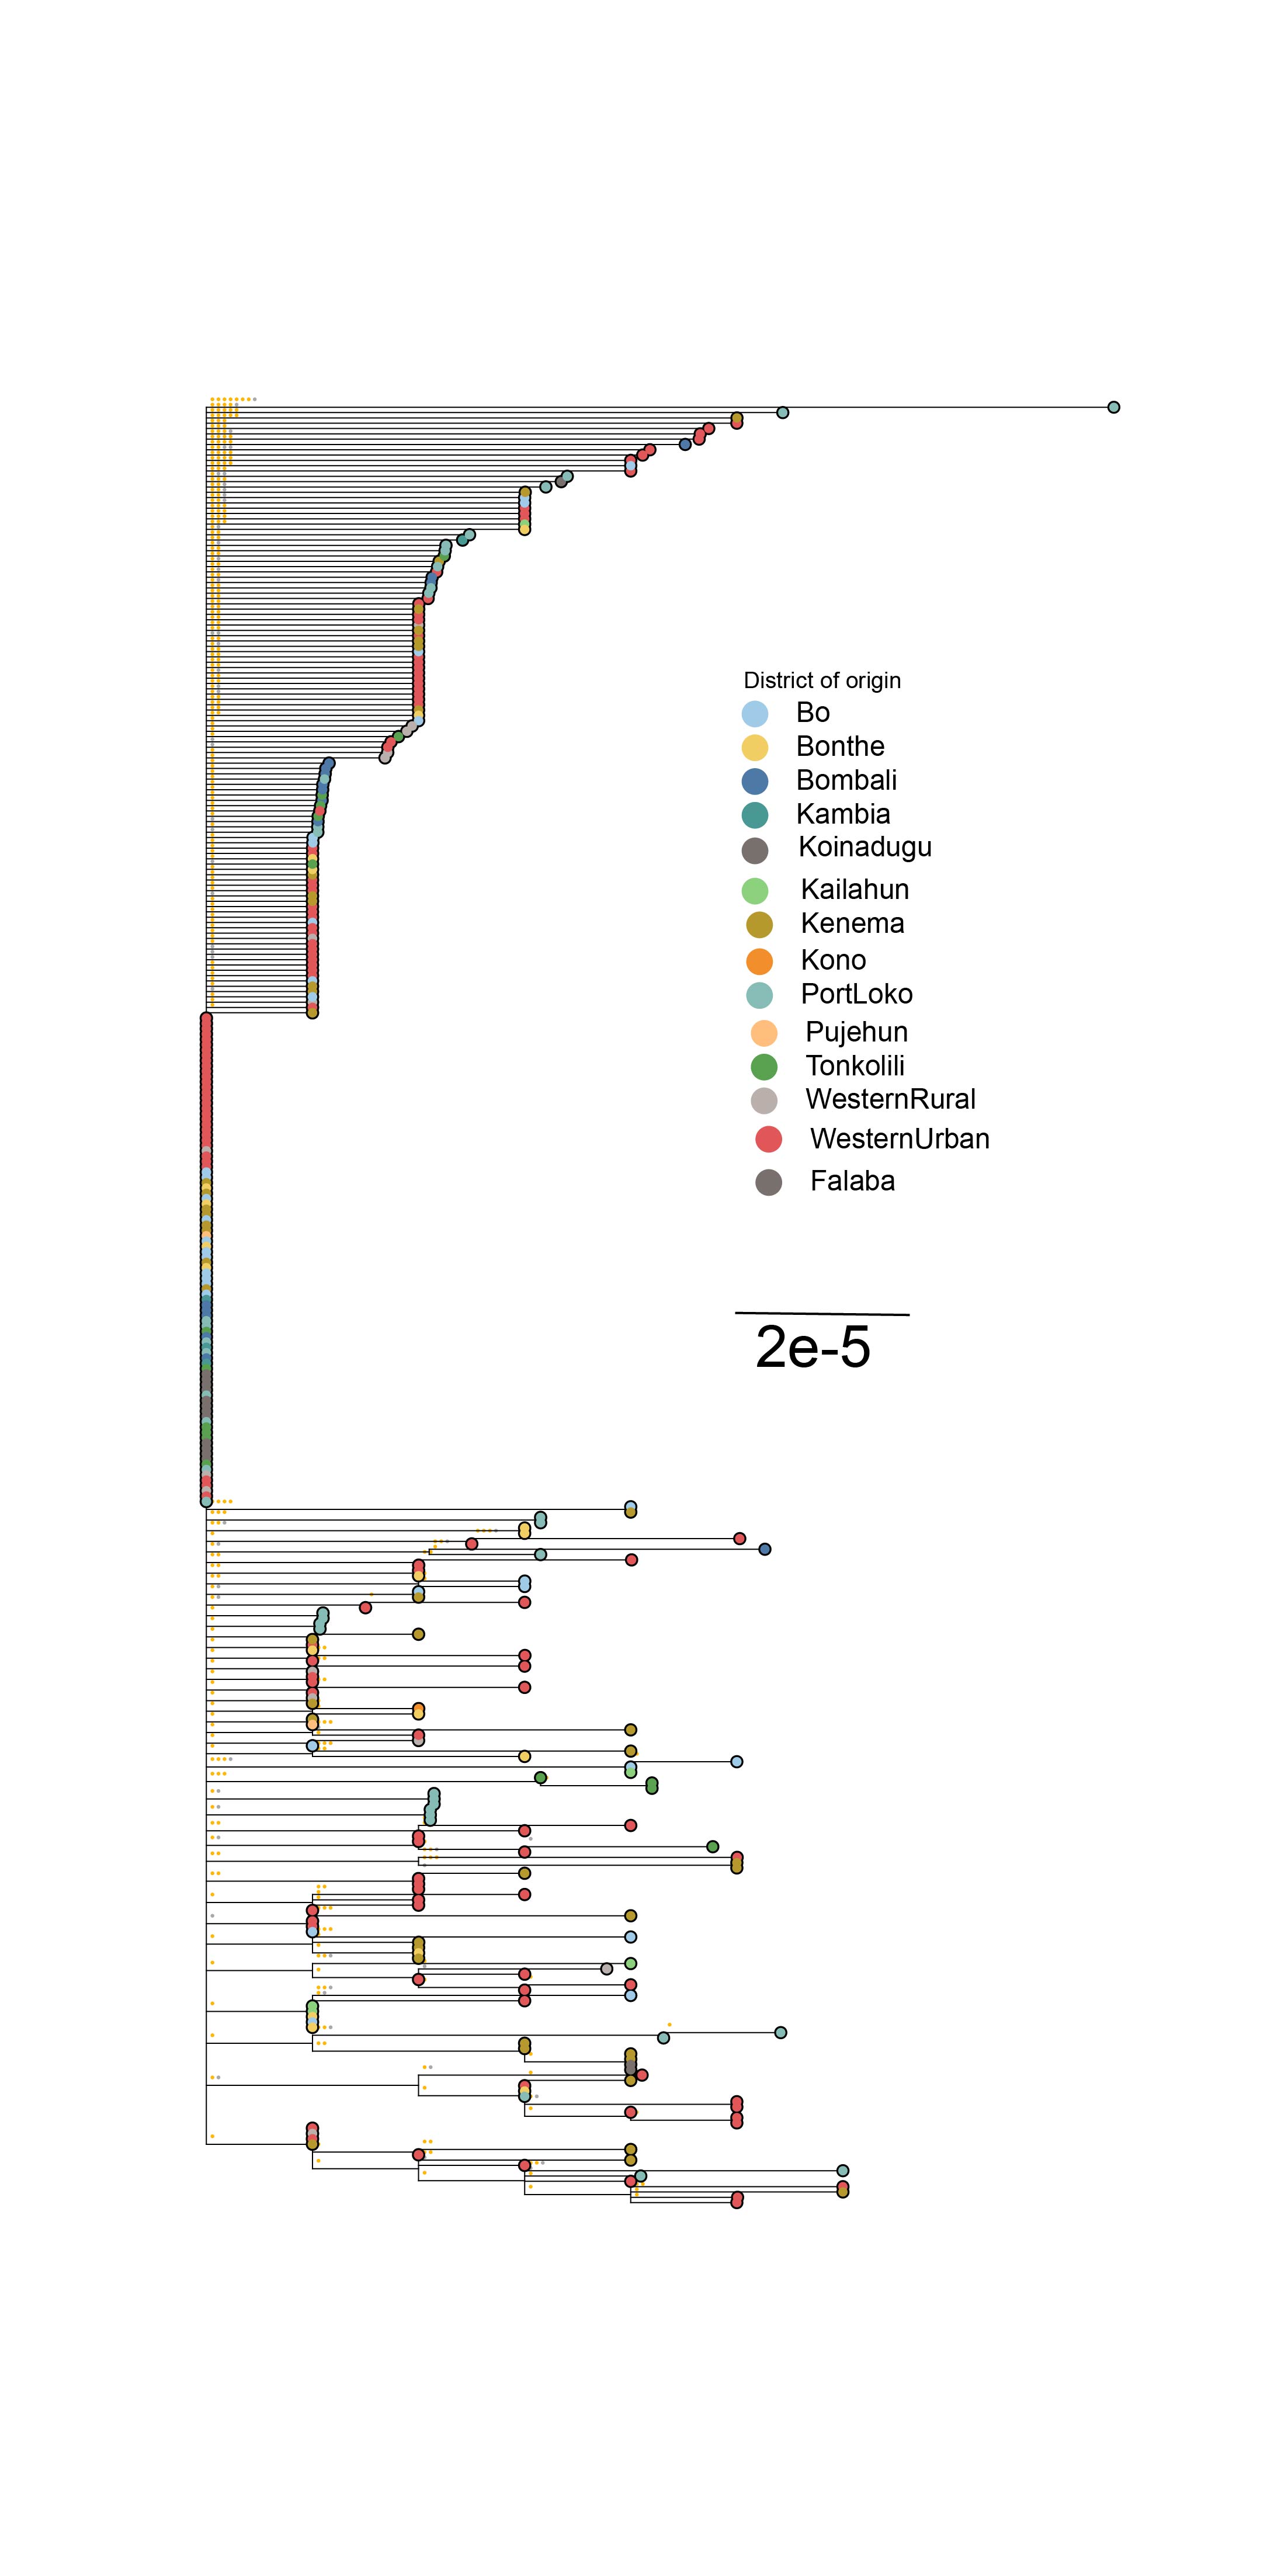 District of origin
Bo
Bonthe
Bombali
Kambia
Koinadugu
Kailahun
Kenema
Kono
PortLoko
Pujehun
Tonkolili
WesternRural
WesternUrban
Falaba
2e-5